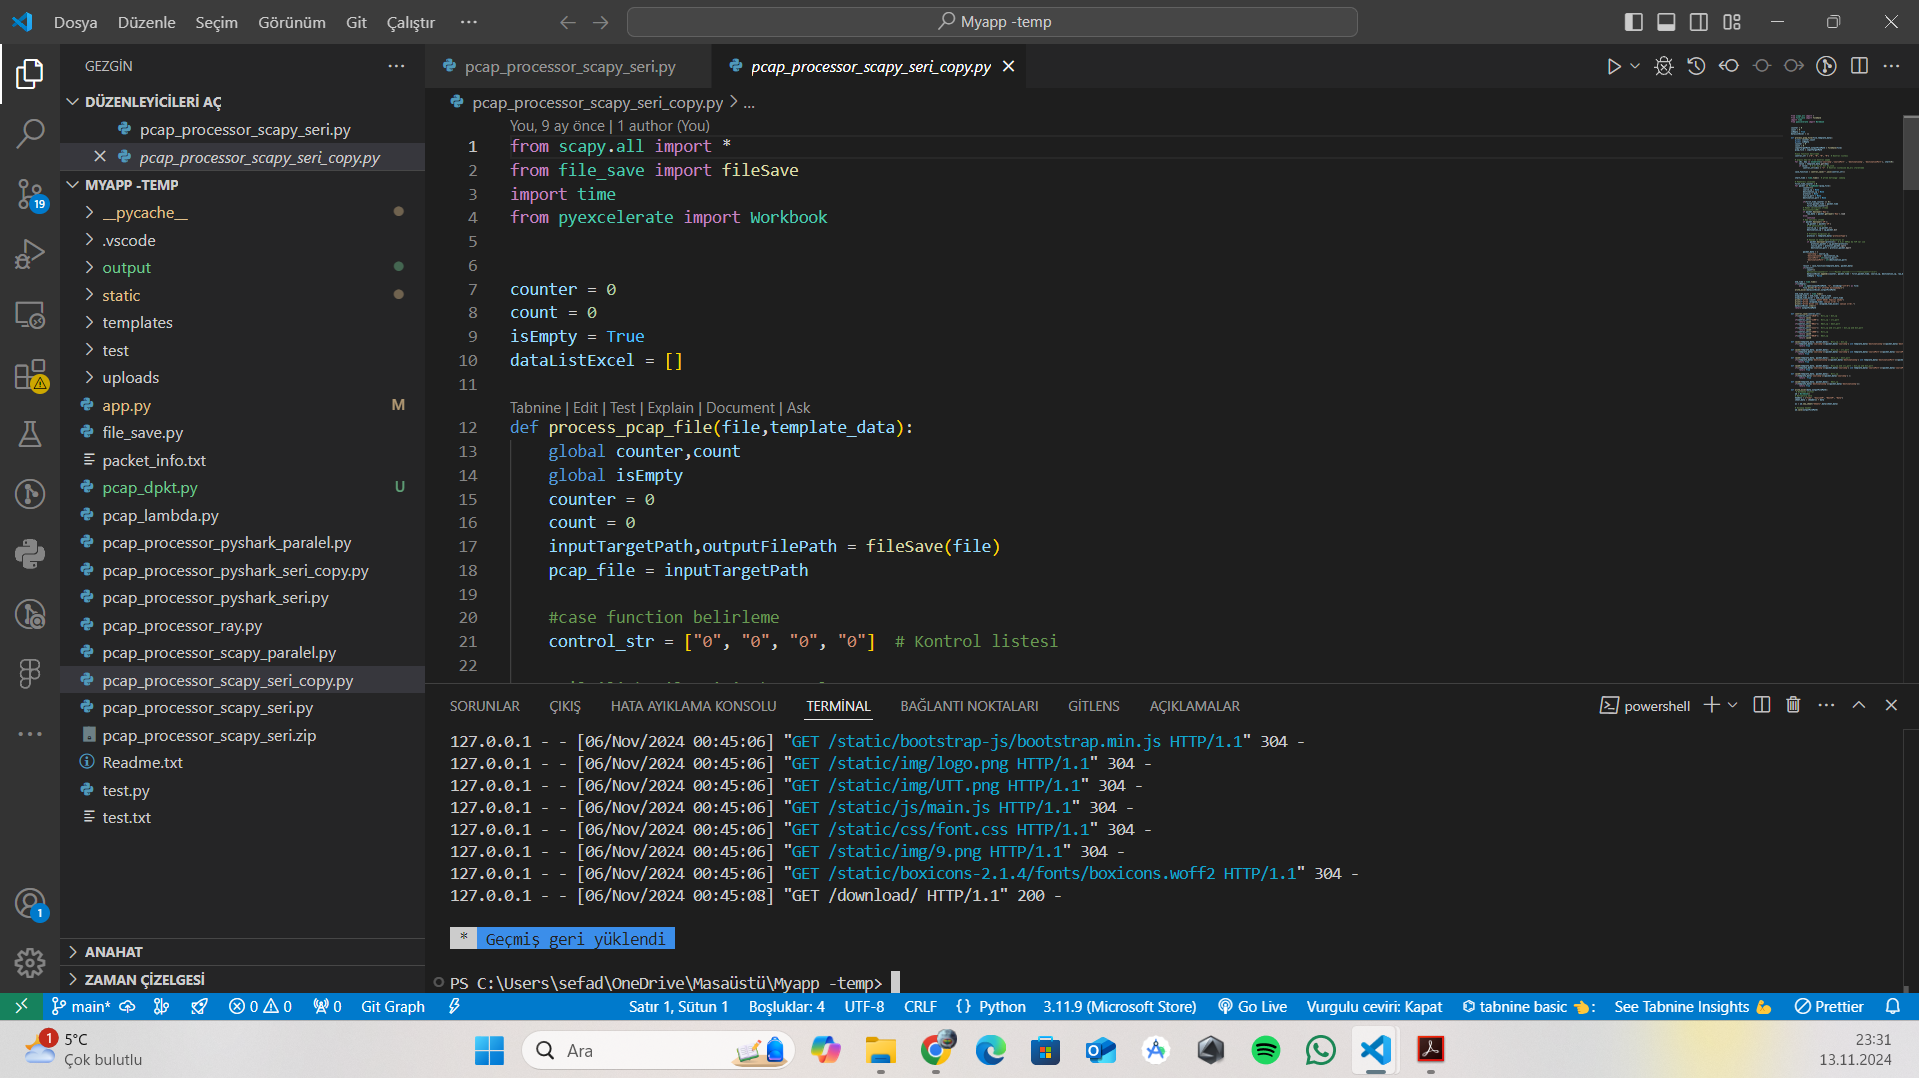 Dosya Düzenle Seçim Görünüm Git Çalıştır ...
Myapp -temp
GEZGİN
DÜZENLEYİCİLERİ AÇ
pcap_processor_scapy_seri.py
pcap_processor_scapy_seri_copy.py
MYAPP -TEMP
__pycache__
.vscode
output
static
templates
test
uploads
app.py M
file_save.py
packet_info.txt
pcap_dpkt.py U
pcap_lambda.py
pcap_processor_pyshark_paralel.py
pcap_processor_pyshark_seri_copy.py
pcap_processor_pyshark_seri.py
pcap_processor_ray.py
pcap_processor_scapy_paralel.py
pcap_processor_scapy_seri_copy.py
pcap_processor_scapy_seri.py
pcap_processor_scapy_seri.zip
Readme.txt
test.py
test.txt
ANAHAT
ZAMAN ÇİZELGESİ
19
1
pcap_processor_scapy_seri.py pcap_processor_scapy_seri_copy.py
pcap_processor_scapy_seri_copy.py > ...
You, 9 ay önce | 1 author (You)
1 from scapy.all import *
2 from file_save import fileSave
3 import time
4 from pyexcelerate import Workbook
5
6
7 counter = 0
8 count = 0
9 isEmpty = True
10 dataListExcel = []
11
Tabnine | Edit | Test | Explain | Document | Ask
12 def process_pcap_file(file,template_data):
13 global counter,count
14 global isEmpty
15 counter = 0
16 count = 0
17 inputTargetPath,outputFilePath = fileSave(file)
18 pcap_file = inputTargetPath
19
20 #case function belirleme
21 control_str = ["0", "0", "0", "0"] # Kontrol listesi
22
SORUNLAR ÇIKIŞ HATA AYIKLAMA KONSOLU TERMİNAL BAĞLANTI NOKTALARI GİTLENS AÇIKLAMALAR
powershell
127.0.0.1 - - [06/Nov/2024 00:45:06] "GET /static/bootstrap-js/bootstrap.min.js HTTP/1.1" 304 -
127.0.0.1 - - [06/Nov/2024 00:45:06] "GET /static/img/logo.png HTTP/1.1" 304 -
127.0.0.1 - - [06/Nov/2024 00:45:06] "GET /static/img/UTT.png HTTP/1.1" 304 -
127.0.0.1 - - [06/Nov/2024 00:45:06] "GET /static/js/main.js HTTP/1.1" 304 -
127.0.0.1 - - [06/Nov/2024 00:45:06] "GET /static/css/font.css HTTP/1.1" 304 -
127.0.0.1 - - [06/Nov/2024 00:45:06] "GET /static/img/9.png HTTP/1.1" 304 -
127.0.0.1 - - [06/Nov/2024 00:45:06] "GET /static/boxicons-2.1.4/fonts/boxicons.woff2 HTTP/1.1" 304 -
127.0.0.1 - - [06/Nov/2024 00:45:08] "GET /download/ HTTP/1.1" 200 -
* Geçmiş geri yüklendi
PS C:\Users\sefad\OneDrive\Masaüstü\Myapp -temp>
main* 0 0 0 Git Graph Satır 1, Sütun 1 Boşluklar: 4 UTF-8 CRLF {} Python 3.11.9 (Microsoft Store) Go Live Vurgulu ceviri: Kapat tabnine basic : See Tabnine Insights Prettier
1
5°C
Çok bulutlu
Ara
23:31
13.11.2024